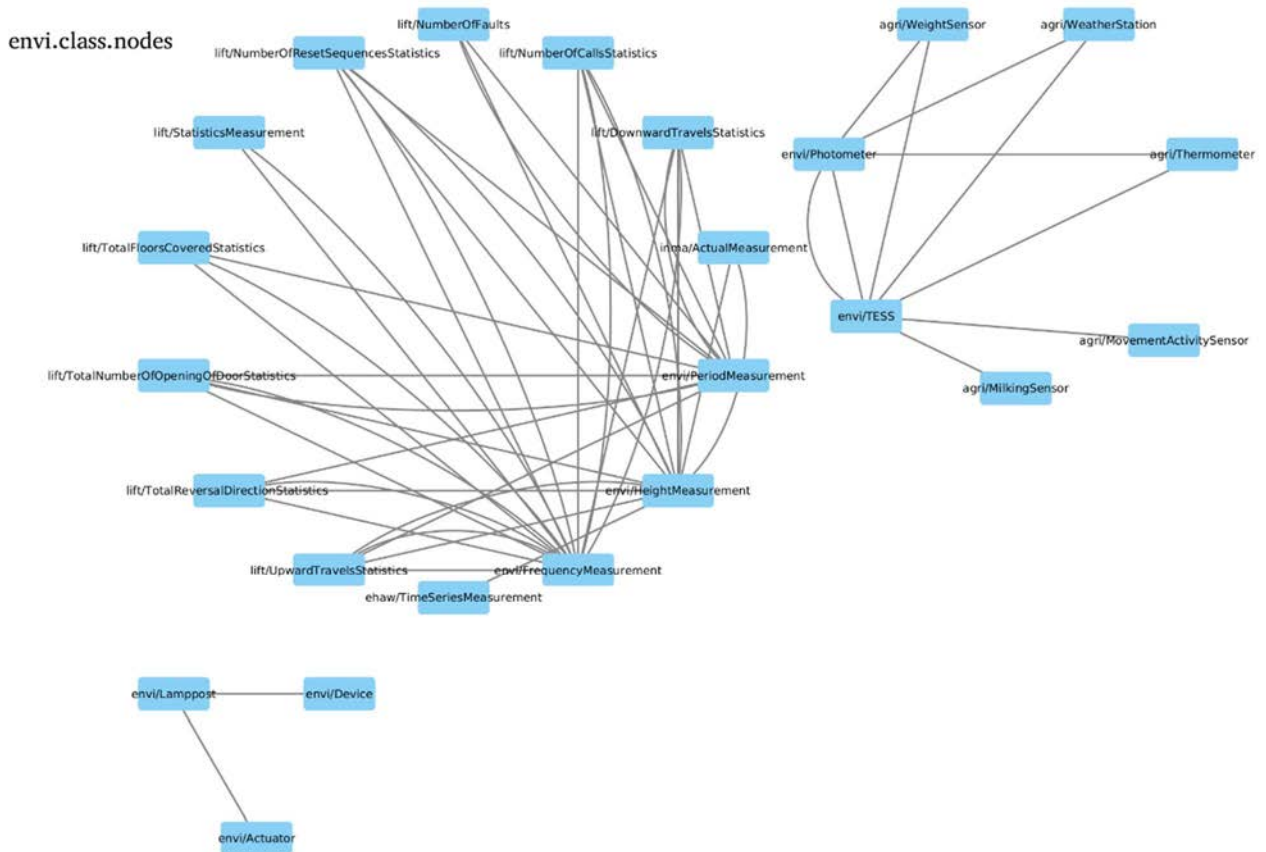 envi.class.nodes
lift/NumberOfFaults
lift/NumberOfResetSequencesStatistics
lift/NumberOfCallsStatistics
agri/WeightSensor
agri/WeatherStation
lift/StatisticsMeasurement
lift/DownwardTravelsStatistics
envi/Photometer
agri/Thermometer
lift/TotalFloorsCoveredStatistics
inma/ActualMeasurement
envi/TESS
agri/MovementActivitySensor
lift/TotalNumberOfOpeningOfDoorStatistics
envi/PeriodMeasurement
agri/MilkingSensor
lift/TotalReversalDirectionStatistics
envi/HeightMeasurement
lift/UpwardTravelsStatistics
envi/FrequencyMeasurement
ehaw/TimeSeriesMeasurement
envi/Lamppost
envi/Device
envi/Actuator